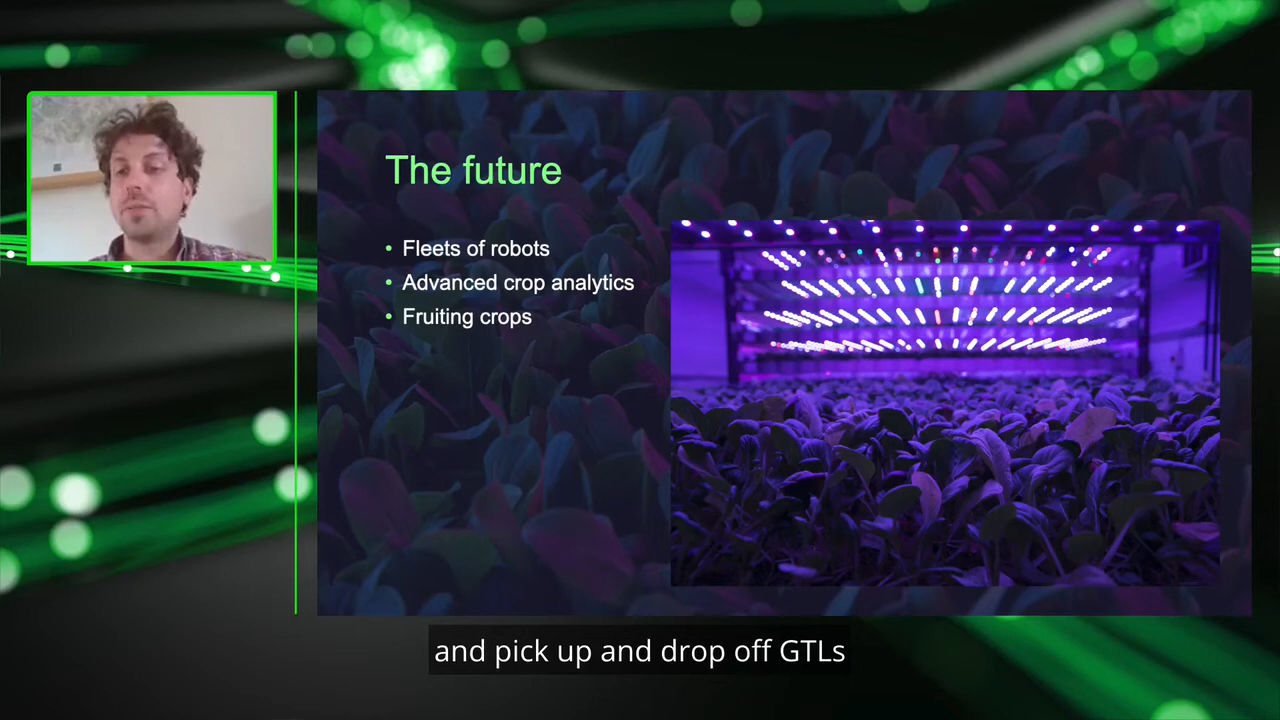 The future
Fleets of robots
Advanced crop analytics
Fruiting crops
and pick up and drop off GTLs